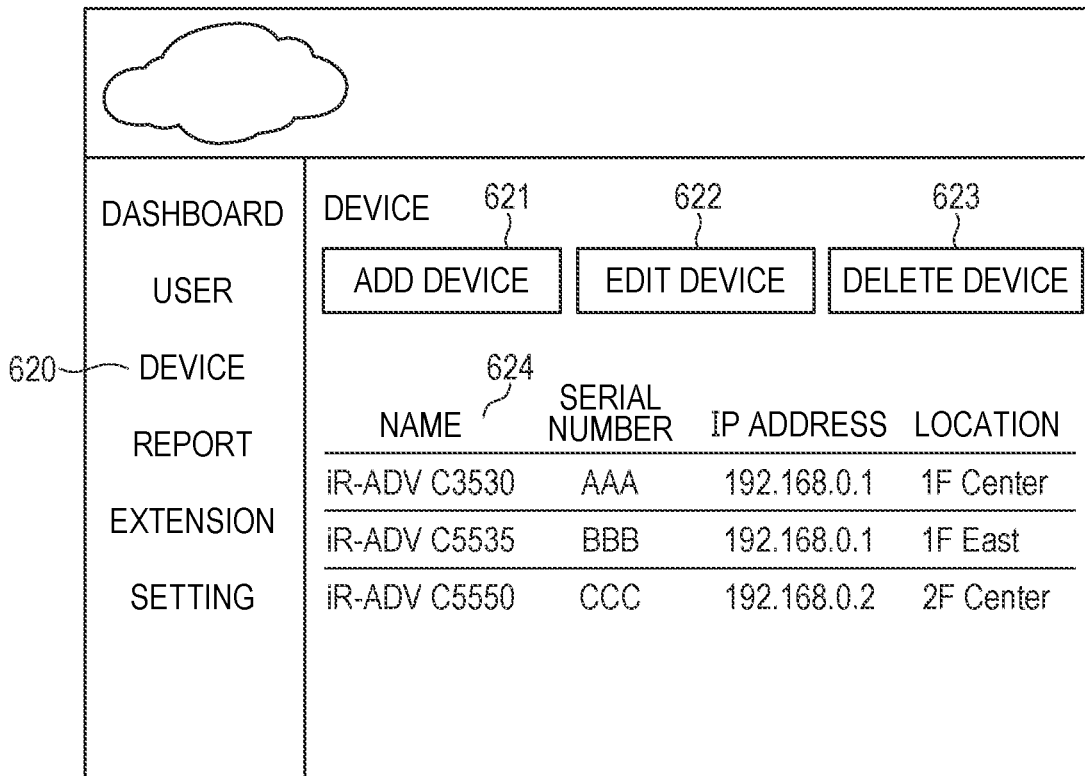 DASHBOARD
USER
620
DEVICE
REPORT
EXTENSION
SETTING
DEVICE
621
622
623
ADD DEVICE
EDIT DEVICE
DELETE DEVICE
624
NAME SERIAL NUMBER IP ADDRESS LOCATION
iR-ADV C3530 AAA 192.168.0.1 1F Center
iR-ADV C5535 BBB 192.168.0.1 1F East
iR-ADV C5550 CCC 192.168.0.2 2F Center